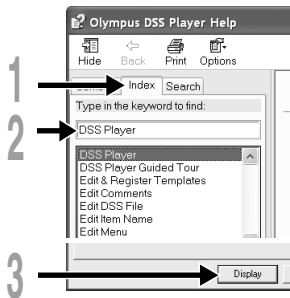 Olympus DSS Player Help
Hide Back Print Options
1
Index Search
Type in the keyword to find:
2
DSS Player
DSS Player
DSS Player Guided Tour
Edit & Register Templates
Edit Comments
Edit DSS File
Edit Item Name
Edit Menu
3
Display